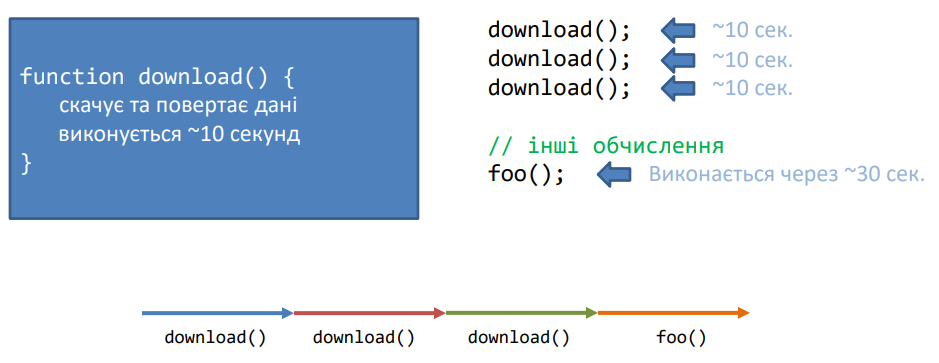 function download() {
скачує та повертає дані
виконується ~10 секунд
}
download(); ~10 сек.
download(); ~10 сек.
download(); ~10 сек.
// інші обчислення
foo(); Виконається через ~30 сек.
download() download() download() foo()